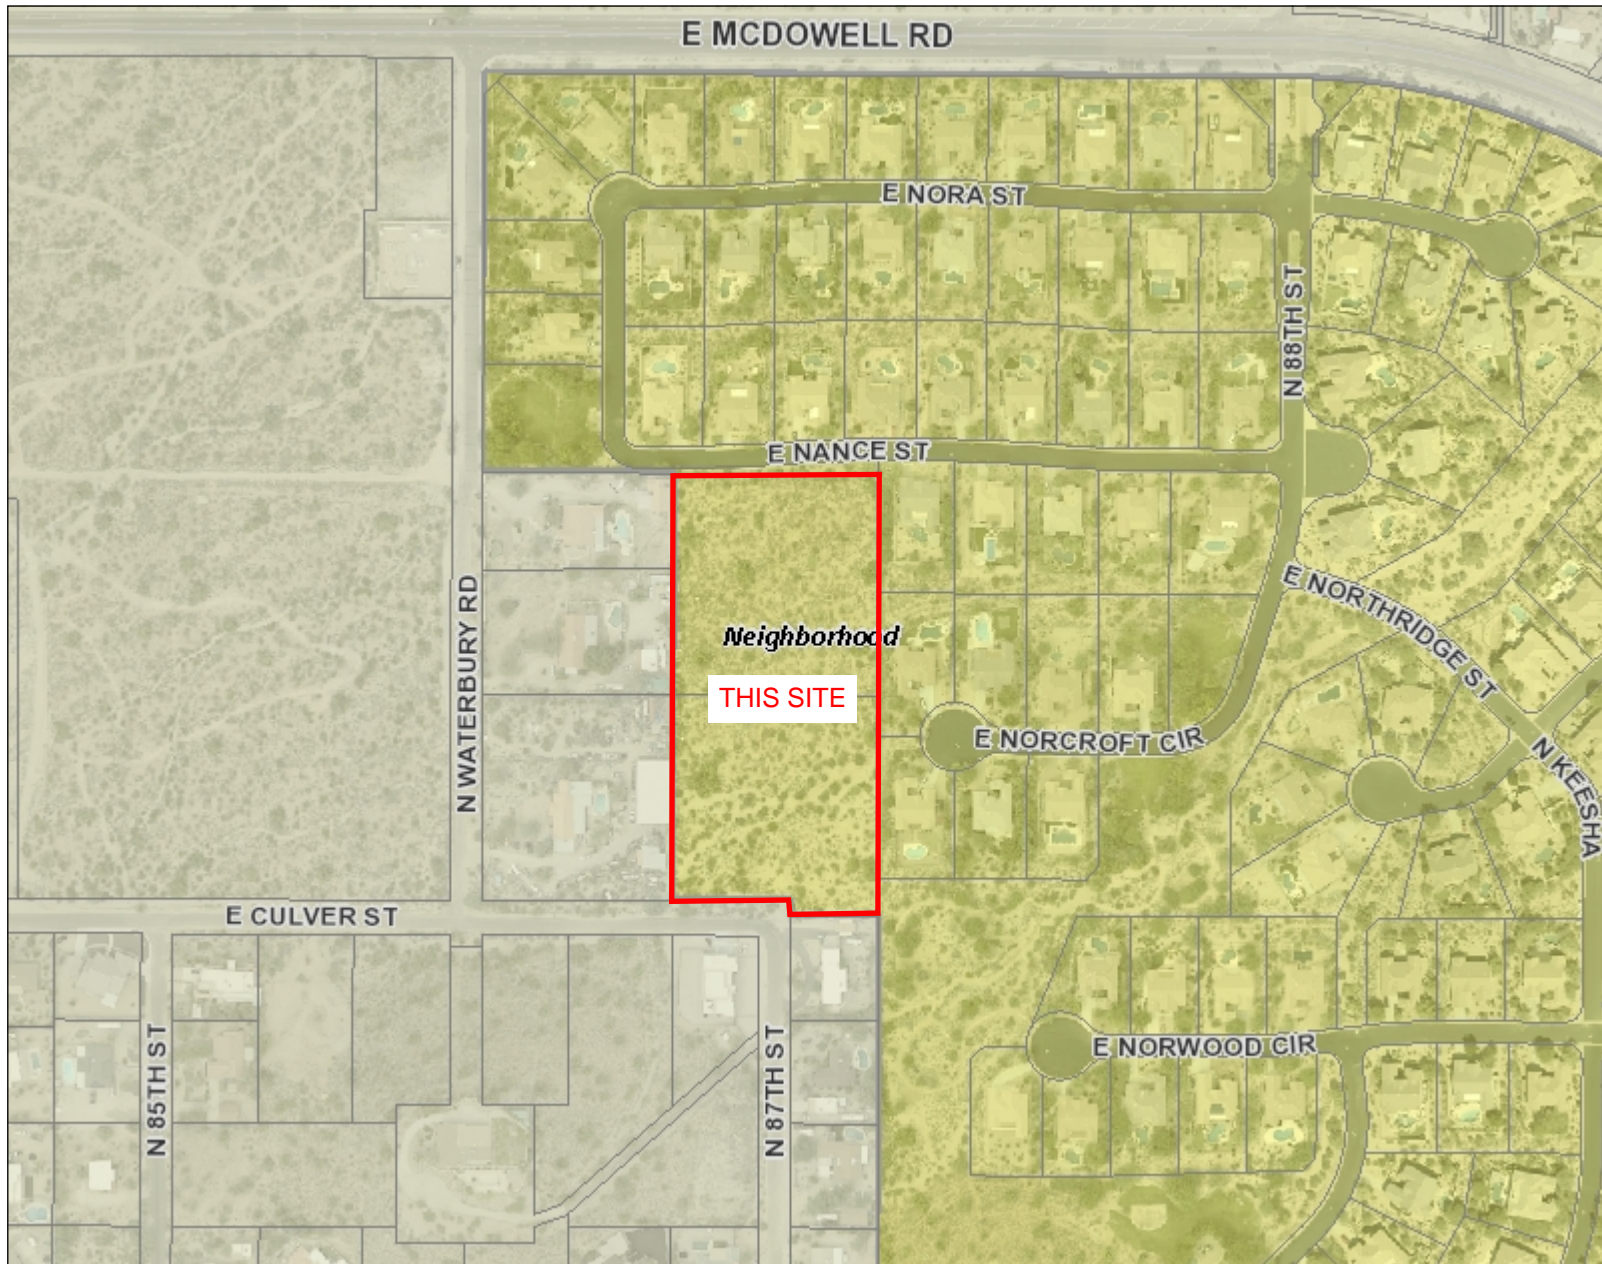 E MCDOWELL RD
E NORA ST
N 88TH ST
E NANCE ST
E NORTHRIDGE ST
N WATERBURY RD
Neighborhood
THIS SITE
E NORCROFT CIR
N KEESHA
E CULVER ST
N 85TH ST
N 87TH ST
E NORWOOD CIR